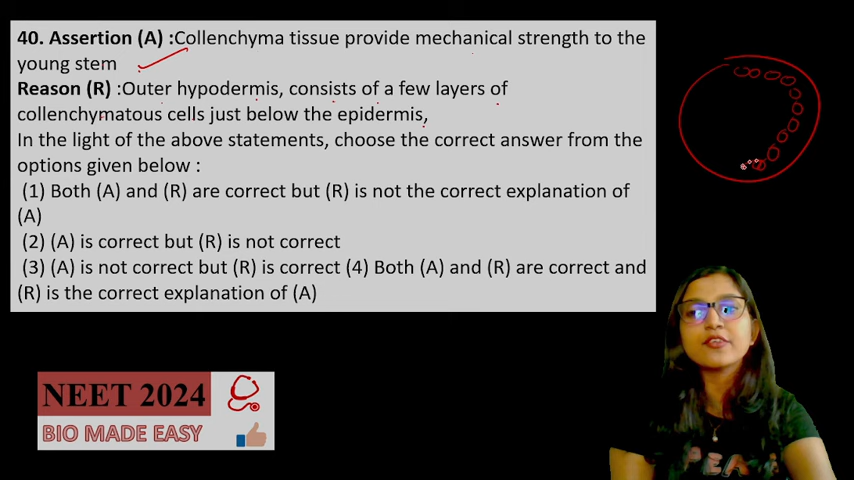 40. Assertion (A) :Collenchyma tissue provide mechanical strength to the
young stem
Reason (R) :Outer hypodermis, consists of a few layers of
collenchymatous cells just below the epidermis,
In the light of the above statements, choose the correct answer from the
options given below :
(1) Both (A) and (R) are correct but (R) is not the correct explanation of
(A)
(2) (A) is correct but (R) is not correct
(3) (A) is not correct but (R) is correct (4) Both (A) and (R) are correct and
(R) is the correct explanation of (A)
NEET 2024
BIO MADE EASY